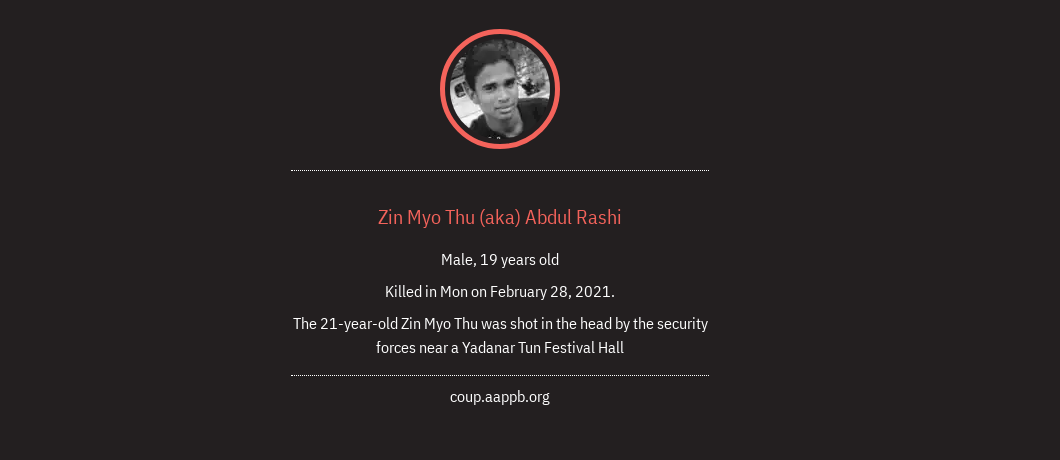 Zin Myo Thu (aka) Abdul Rashi
Male, 19 years old
Killed in Mon on February 28, 2021.
The 21-year-old Zin Myo Thu was shot in the head by the security
forces near a Yadanar Tun Festival Hall
coup.aappb.org